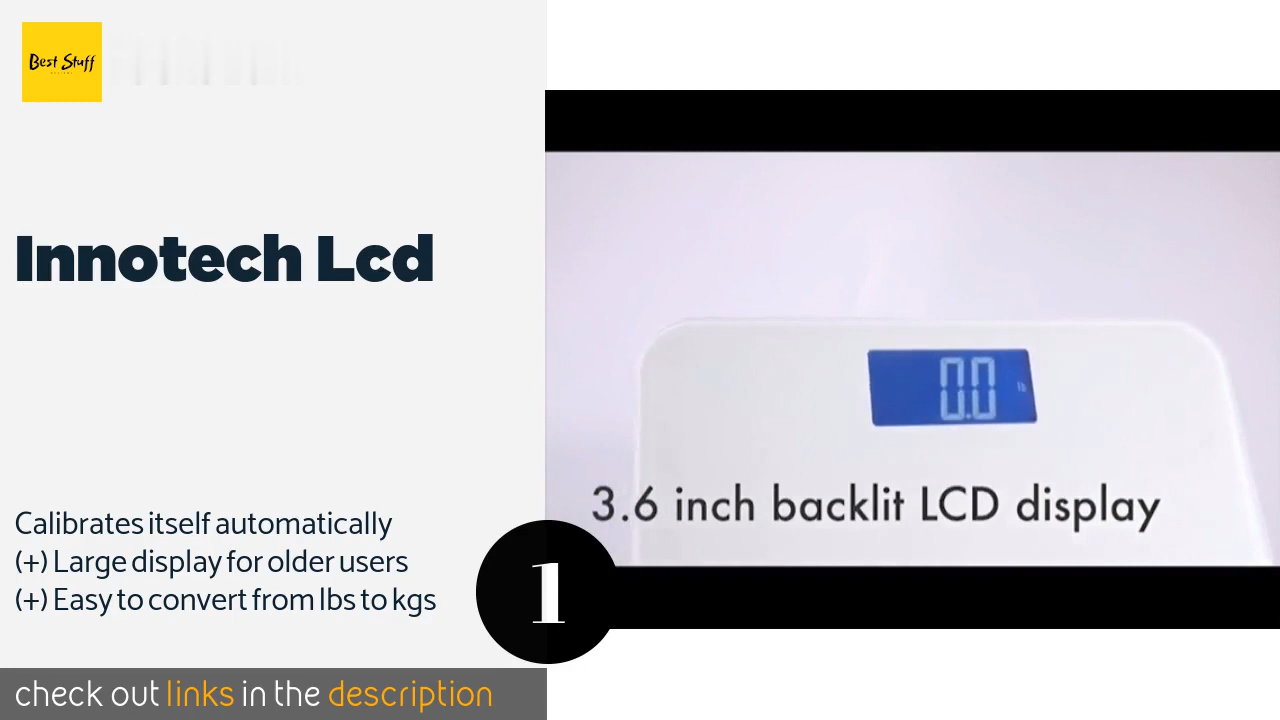 Best Stuff
Innotech Lcd
0.0
lb
3.6 inch backlit LCD display
Calibrates itself automatically
(+) Large display for older users
(+) Easy to convert from lbs to kgs
1
check out links in the description